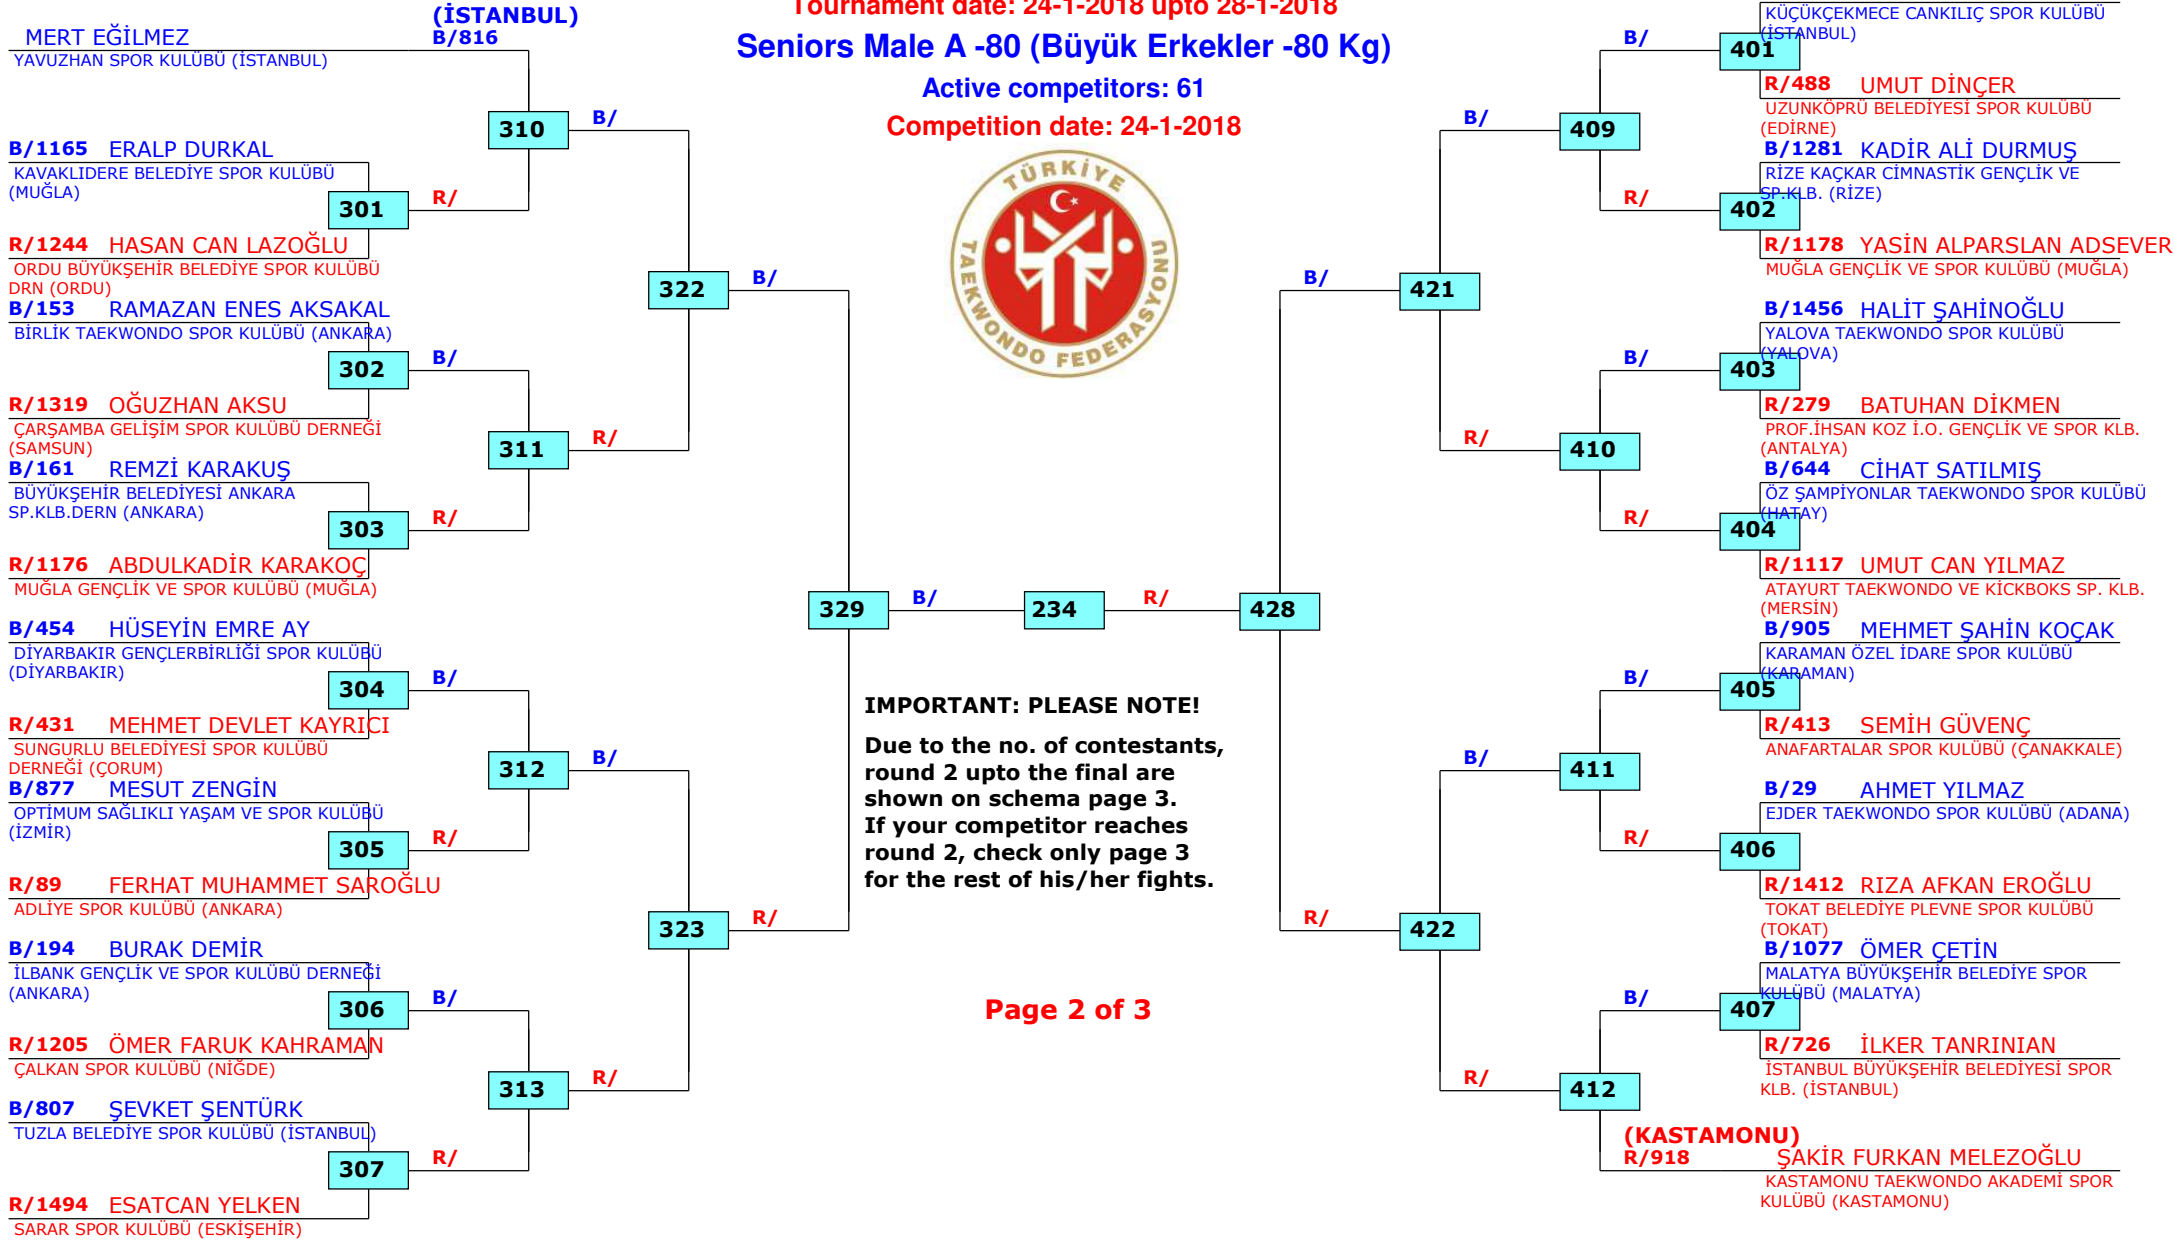 (İSTANBUL)
MERT EĞİLMEZ B/816
YAVUZHAN SPOR KULÜBÜ (İSTANBUL)
310
B/1165 ERALP DURKAL
KAVAKLIDERE BELEDİYE SPOR KULÜBÜ
(MUĞLA)
301
R/
R/1244 HASAN CAN LAZOĞLU
ORDU BÜYÜKŞEHİR BELEDİYE SPOR KULÜBÜ
DRN (ORDU)
B/153 RAMAZAN ENES AKSAKAL
BİRLİK TAEKWONDO SPOR KULÜBÜ (ANKARA)
302
B/
R/1319 OĞUZHAN AKSU
ÇARŞAMBA GELİŞİM SPOR KULÜBÜ DERNEĞİ
(SAMSUN)
311
B/161 REMZİ KARAKUŞ
BÜYÜKŞEHİR BELEDİYESİ ANKARA
SP.KLB.DERN (ANKARA)
303
R/
R/1176 ABDULKADİR KARAKOÇ
MUĞLA GENÇLİK VE SPOR KULÜBÜ (MUĞLA)
B/454 HÜSEYİN EMRE AY
DİYARBAKIR GENÇLERBİRLİĞİ SPOR KULÜBÜ
(DİYARBAKIR)
304
B/
R/431 MEHMET DEVLET KAYRICI
SUNGURLU BELEDİYESİ SPOR KULÜBÜ
DERNEĞİ (ÇORUM)
312
B/877 MESUT ZENGİN
OPTİMUM SAĞLIKLI YAŞAM VE SPOR KULÜBÜ
(İZMİR)
305
R/
R/89 FERHAT MUHAMMET SAROĞLU
ADLİYE SPOR KULÜBÜ (ANKARA)
B/194 BURAK DEMİR
İLBANK GENÇLİK VE SPOR KULÜBÜ DERNEĞİ
(ANKARA)
306
B/
R/1205 ÖMER FARUK KAHRAMAN
ÇALKAN SPOR KULÜBÜ (NİĞDE)
313
B/807 ŞEVKET ŞENTÜRK
TUZLA BELEDİYE SPOR KULÜBÜ (İSTANBUL)
307
R/
R/1494 ESATCAN YELKEN
SARAR SPOR KULÜBÜ (ESKİŞEHİR)
B/
322
R/
B/
323
R/
B/
329
R/
Tournament date: 24-1-2018 upto 28-1-2018
Seniors Male A -80 (Büyük Erkekler -80 Kg)
Active competitors: 61
Competition date: 24-1-2018
TÜRKİYE
TAEKWONDO FEDERASYONU
B/
234
R/
IMPORTANT: PLEASE NOTE!
Due to the no. of contestants,
round 2 upto the final are
shown on schema page 3.
If your competitor reaches
round 2, check only page 3
for the rest of his/her fights.
Page 2 of 3
B/
428
R/
B/
421
R/
B/
422
R/
KÜÇÜKÇEKMECE CANKILIÇ SPOR KULÜBÜ
(İSTANBUL)
B/
401
R/488 UMUT DİNÇER
UZUNKÖPRÜ BELEDİYESİ SPOR KULÜBÜ
(EDİRNE)
409
B/1281 KADİR ALİ DURMUŞ
RİZE KAÇKAR CİMNASTİK GENÇLİK VE
SP.KLB. (RİZE)
R/
402
R/1178 YASİN ALPARSLAN ADSEVER
MUĞLA GENÇLİK VE SPOR KULÜBÜ (MUĞLA)
B/1456 HALİT ŞAHİNOĞLU
YALOVA TAEKWONDO SPOR KULÜBÜ
(YALOVA)
B/
403
R/279 BATUHAN DİKMEN
PROF.İHSAN KOZ İ.O. GENÇLİK VE SPOR KLB.
(ANTALYA)
410
B/644 CİHAT SATILMIŞ
ÖZ ŞAMPİYONLAR TAEKWONDO SPOR KULÜBÜ
(HATAY)
R/
404
R/1117 UMUT CAN YILMAZ
ATAYURT TAEKWONDO VE KİCKBOKS SP. KLB.
(MERSİN)
B/905 MEHMET ŞAHİN KOÇAK
KARAMAN ÖZEL İDARE SPOR KULÜBÜ
(KARAMAN)
B/
405
R/413 SEMİH GÜVENÇ
ANAFARTALAR SPOR KULÜBÜ (ÇANAKKALE)
411
B/29 AHMET YILMAZ
EJDER TAEKWONDO SPOR KULÜBÜ (ADANA)
R/
406
R/1412 RIZA AFKAN EROĞLU
TOKAT BELEDİYE PLEVNE SPOR KULÜBÜ
(TOKAT)
B/1077 ÖMER ÇETİN
MALATYA BÜYÜKŞEHİR BELEDİYE SPOR
KULÜBÜ (MALATYA)
B/
407
R/726 İLKER TANRINIAN
İSTANBUL BÜYÜKŞEHİR BELEDİYESİ SPOR
KLB. (İSTANBUL)
412
(KASTAMONU)
R/918 ŞAKİR FURKAN MELEZOĞLU
KASTAMONU TAEKWONDO AKADEMİ SPOR
KULÜBÜ (KASTAMONU)